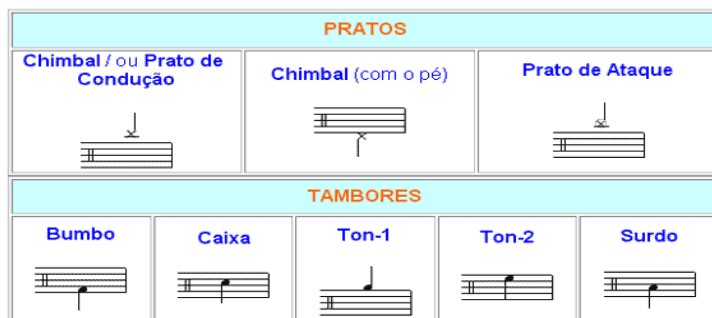 PRATOS
Chimbal / ou Prato de
Condução
Chimbal (com o pé)
Prato de Ataque
TAMBORES
Bumbo
Caixa
Ton-1
Ton-2
Surdo